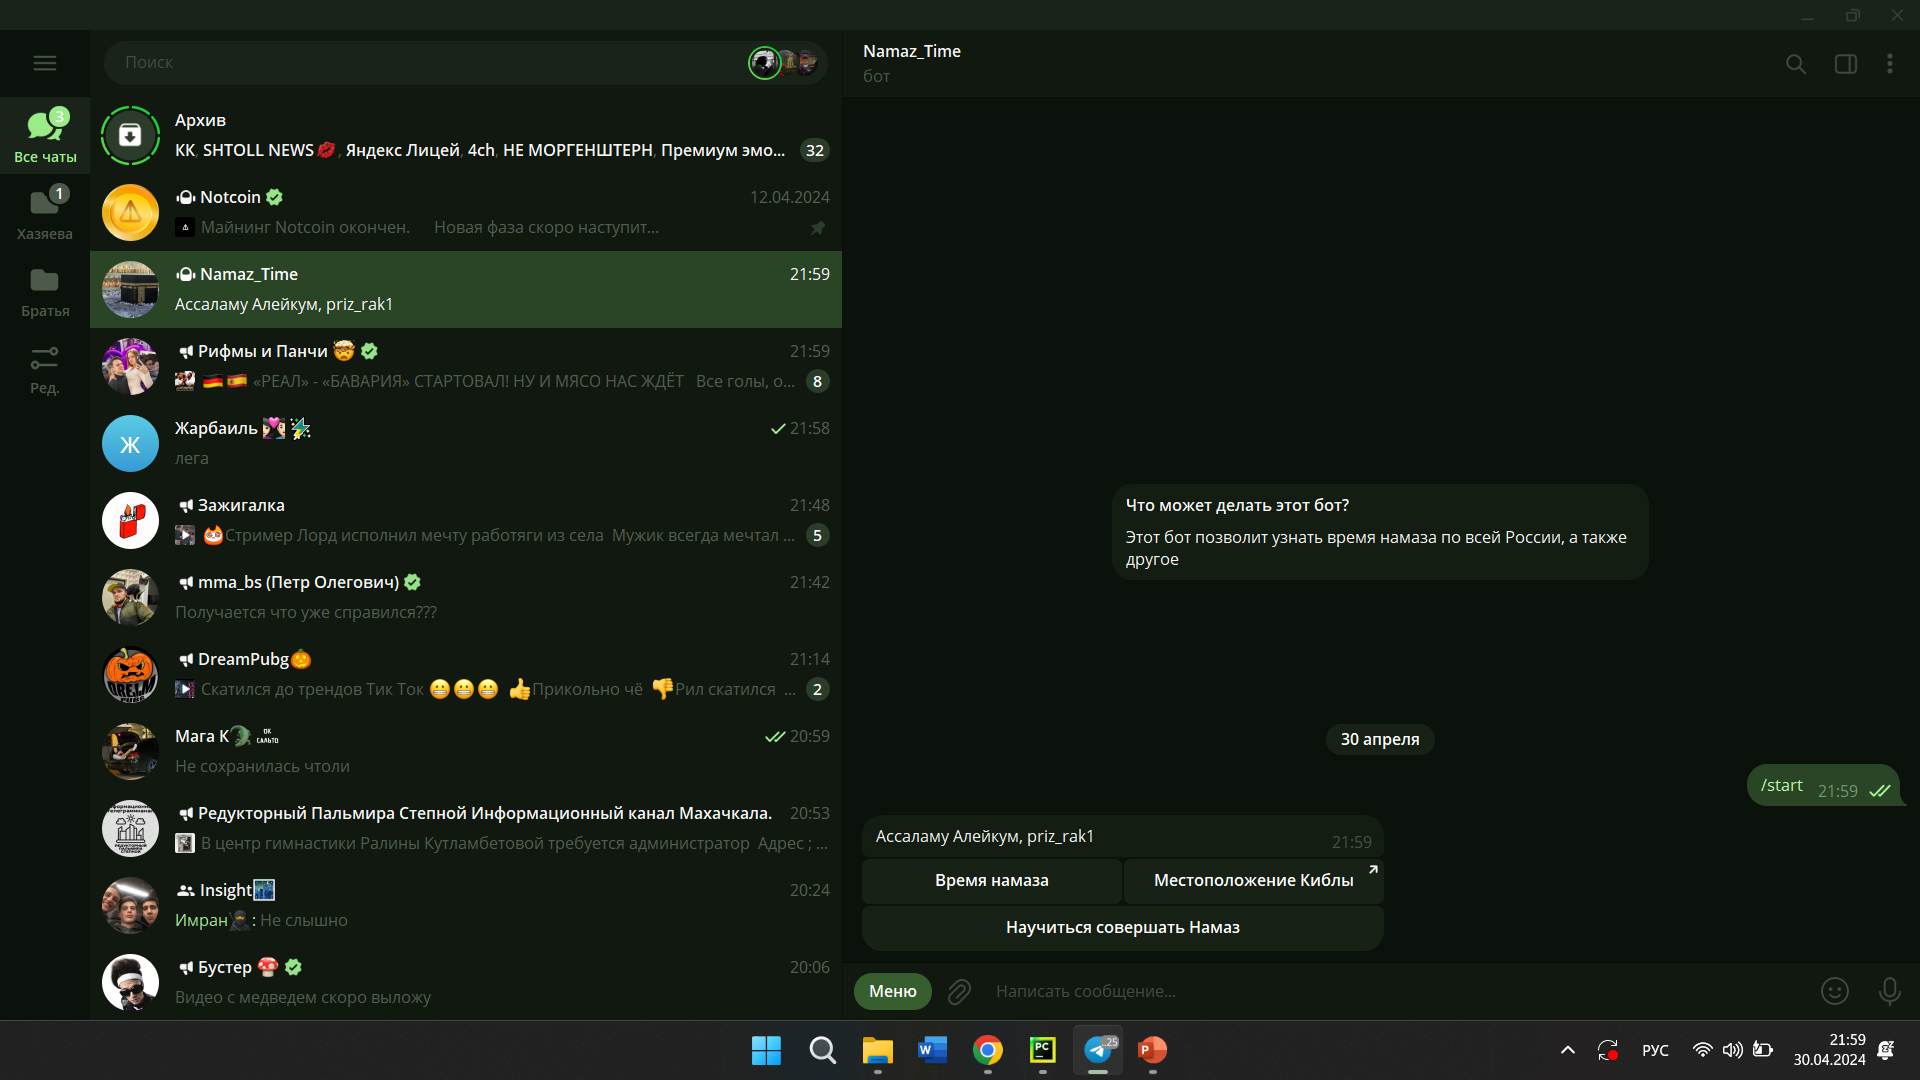 Поиск
Namaz_Time
бот
3
Все чаты
1
Хазяева
Братья
Ред.
Архив
КК, SHTOLL NEWS💋, Яндекс Лицей, 4ch, НЕ МОРГЕНШТЕРН, Премиум эмо... 32
Notcoin 12.04.2024
Майнинг Notcoin окончен. Новая фаза скоро наступит...
Namaz_Time 21:59
Ассаламу Алейкум, priz_rak1
Рифмы и Панчи 🤯 21:59
🇩🇪🇪🇸 «РЕАЛ» - «БАВАРИЯ» СТАРТОВАЛ! НУ И МЯСО НАС ЖДЁТ Все голы, о... 8
Ж
Жарбаиль 21:58
лега
Зажигалка 21:48
Стример Лорд исполнил мечту работяги из села Мужик всегда мечтал ... 5
mma_bs (Петр Олегович) 21:42
Получается что уже справился???
DreamPubg🎃 21:14
Скатился до трендов Тик Ток 😬😬😬 👍Прикольно чё 👎Рил скатился ... 2
Мага К ОК САЛЬТО 20:59
Не сохранилась чтоли
Редукторный Пальмира Степной Информационный канал Махачкала. 20:53
В центр гимнастики Ралины Кутламбетовой требуется администратор Адрес ; ...
Insight 20:24
Имран : Не слышно
Бустер 🍄 20:06
Видео с медведем скоро выложу
Что может делать этот бот?
Этот бот позволит узнать время намаза по всей России, а также
другое
30 апреля
/start 21:59
Ассаламу Алейкум, priz_rak1 21:59
Время намаза
Местоположение Киблы
Научиться совершать Намаз
Меню
Написать сообщение...
W
PC
..25
P
РУС
21:59
30.04.2024